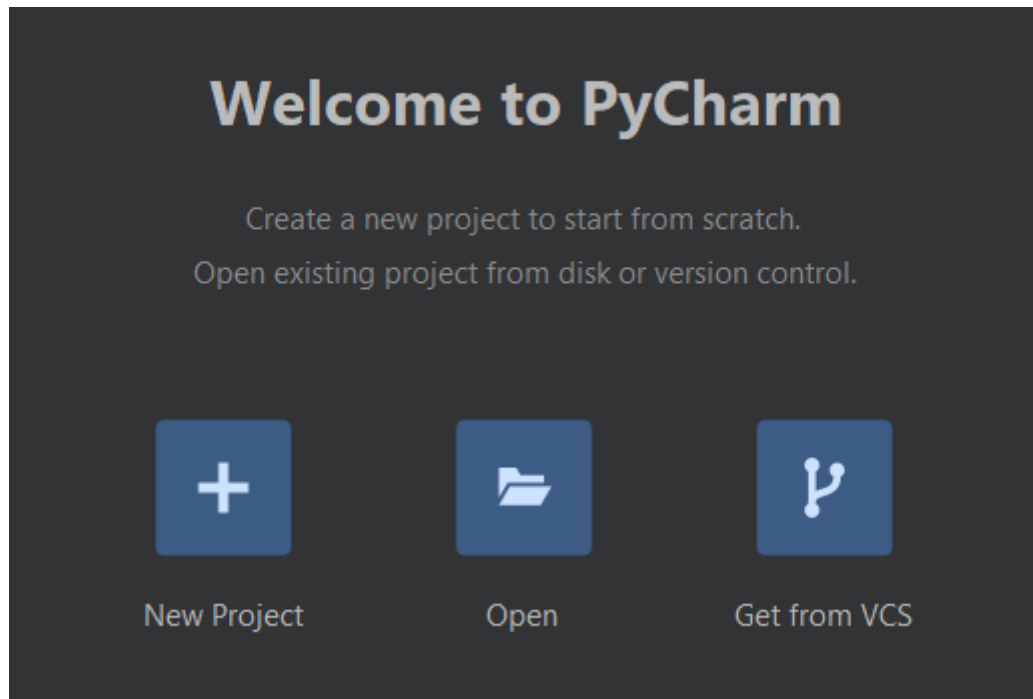 Welcome to PyCharm
Create a new project to start from scratch.
Open existing project from disk or version control.
New Project
Open
Get from VCS